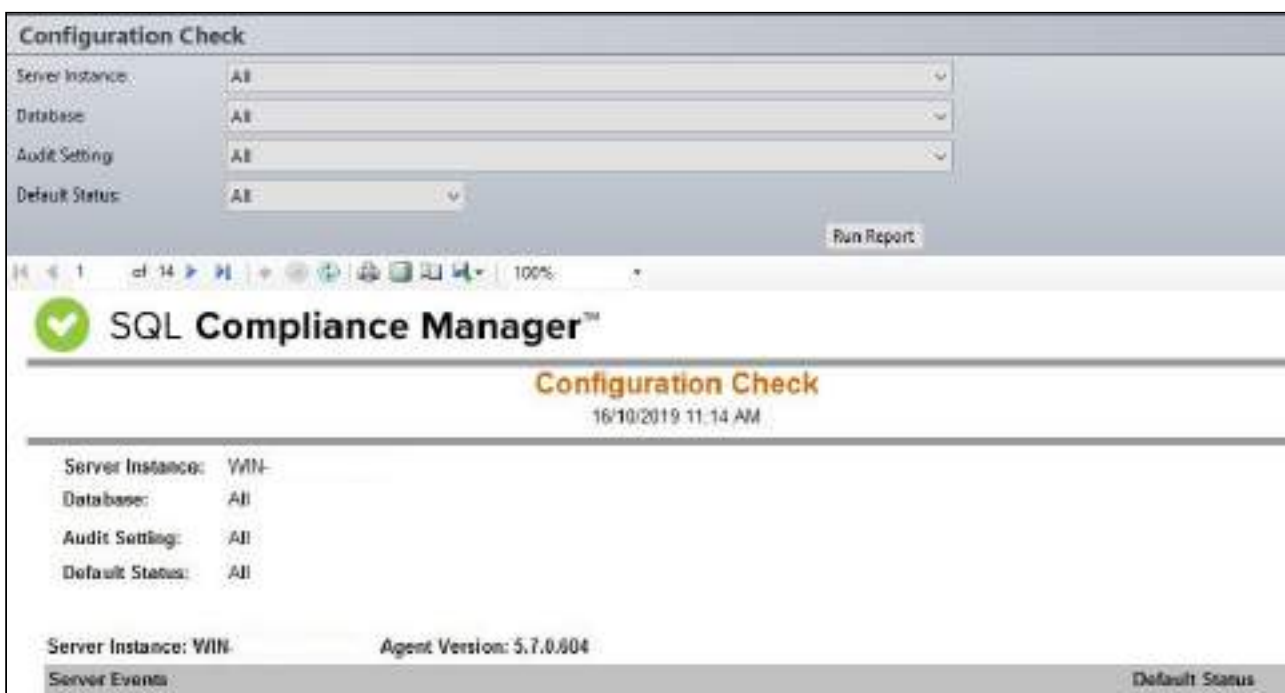 Configuration Check
Server Instance: All
Database: All
Audit Setting: All
Default Status: All
Run Report
1 of 14 100%
SQL Compliance Manager™
Configuration Check
16/10/2019 11:14 AM
Server Instance: WIN-
Database: All
Audit Setting: All
Default Status: All
Server Instance: WIN- Agent Version: 5.7.0.604
Server Events Default Status